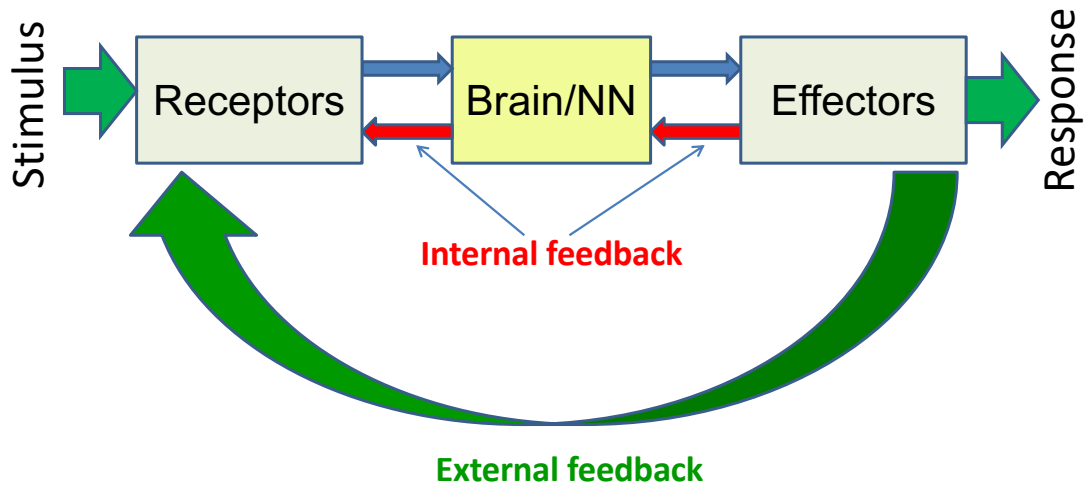 Stimulus
Receptors
Brain/NN
Effectors
Response
Internal feedback
External feedback